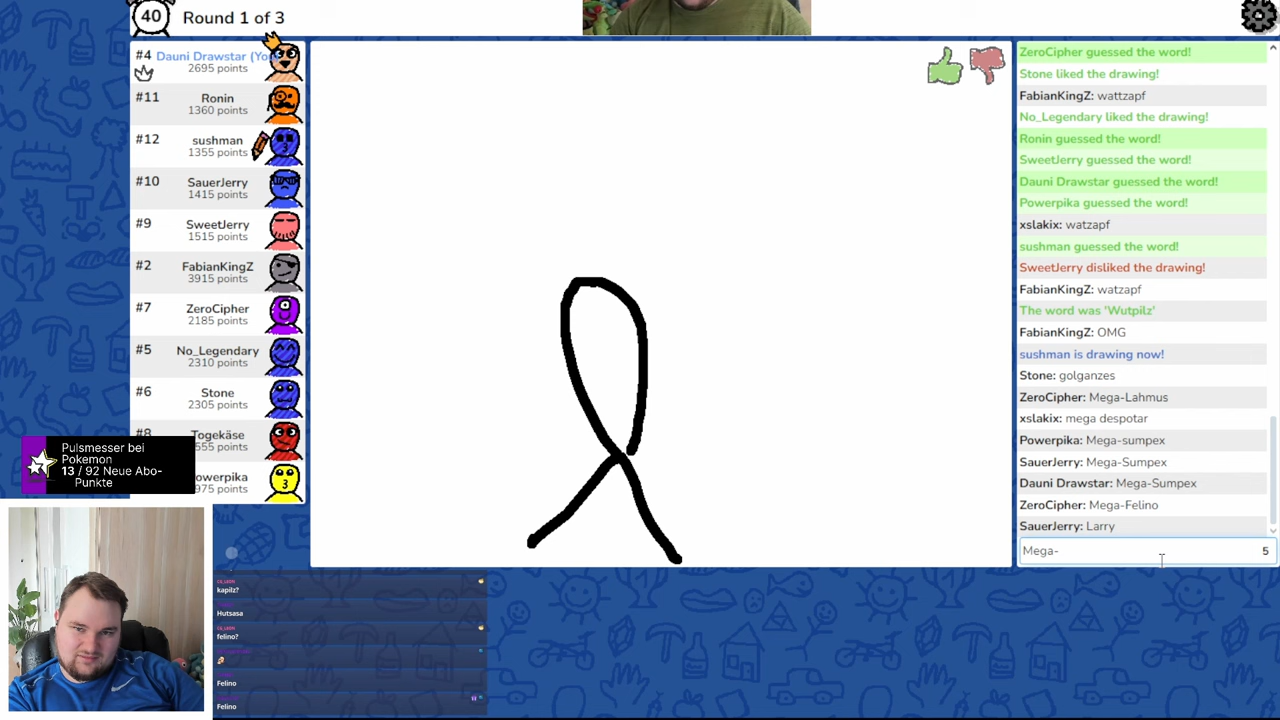 40
Round 1 of 3
#4
Dauni Drawstar (You
2695 points
#11
Ronin
1360 points
#12
sushman
1355 points
#10
SauerJerry
1415 points
#9
SweetJerry
1515 points
#2
FabianKingZ
3915 points
#7
ZeroCipher
2185 points
#5
No_Legendary
2310 points
#6
Stone
2305 points
#8
Togekäse
555 points
owerpika
975 points
Pulsmesser bei
Pokemon
13 / 92 Neue Abo-
Punkte
ZeroCipher guessed the word!
Stone liked the drawing!
FabianKingZ: wattzapf
No_Legendary liked the drawing!
Ronin guessed the word!
SweetJerry guessed the word!
Dauni Drawstar guessed the word!
Powerpika guessed the word!
xslakix: watzapf
sushman guessed the word!
SweetJerry disliked the drawing!
FabianKingZ: watzapf
The word was 'Wutpilz'
FabianKingZ: OMG
sushman is drawing now!
Stone: golganzes
ZeroCipher: Mega-Lahmus
xslakix: mega despotar
Powerpika: Mega-sumpex
SauerJerry: Mega-Sumpex
Dauni Drawstar: Mega-Sumpex
ZeroCipher: Mega-Felino
SauerJerry: Larry
Mega-
5
kapilz?
Hutsasa
felino?
Felino
Felino